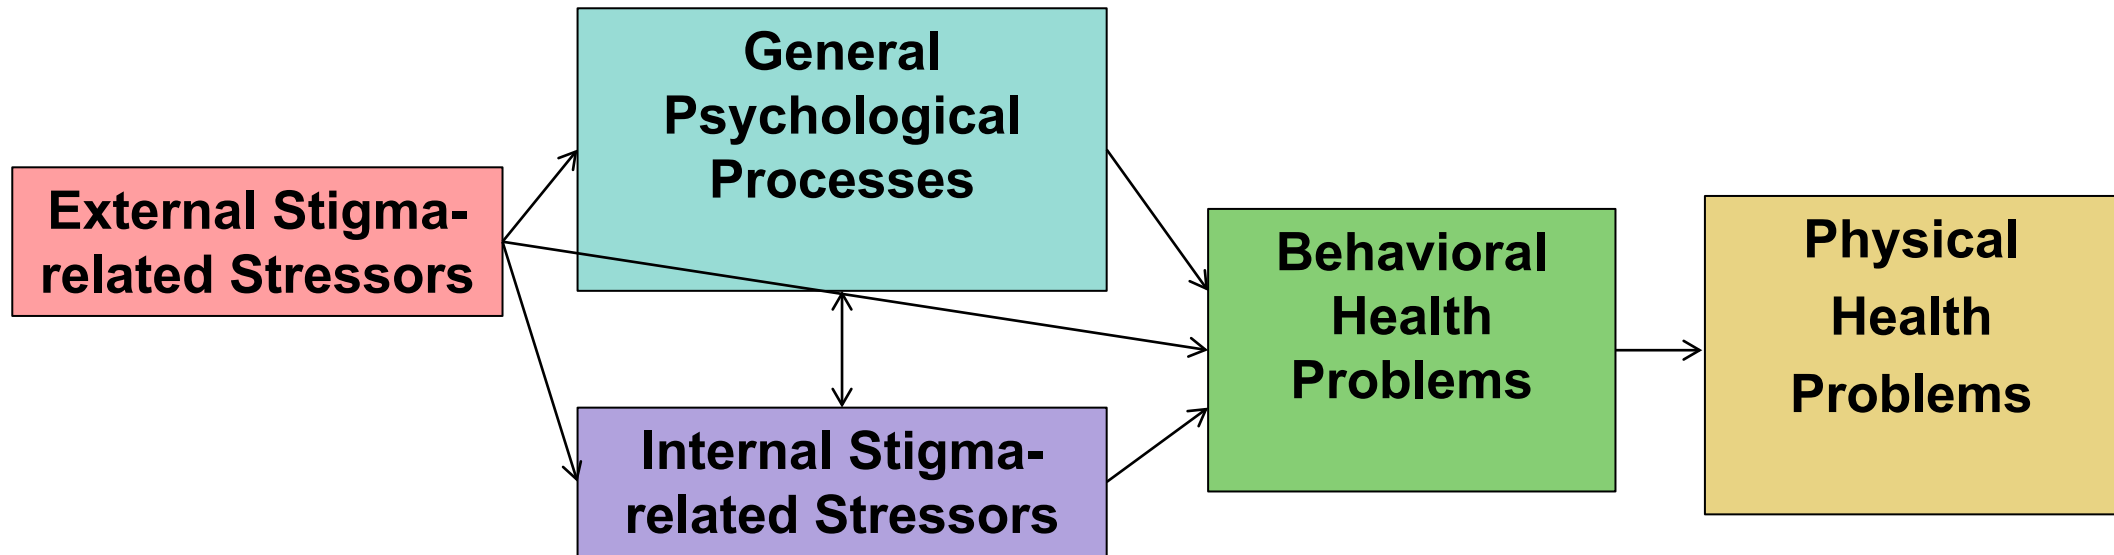 External Stigma-
related Stressors
General
Psychological
Processes
Internal Stigma-
related Stressors
Behavioral
Health
Problems
Physical
Health
Problems